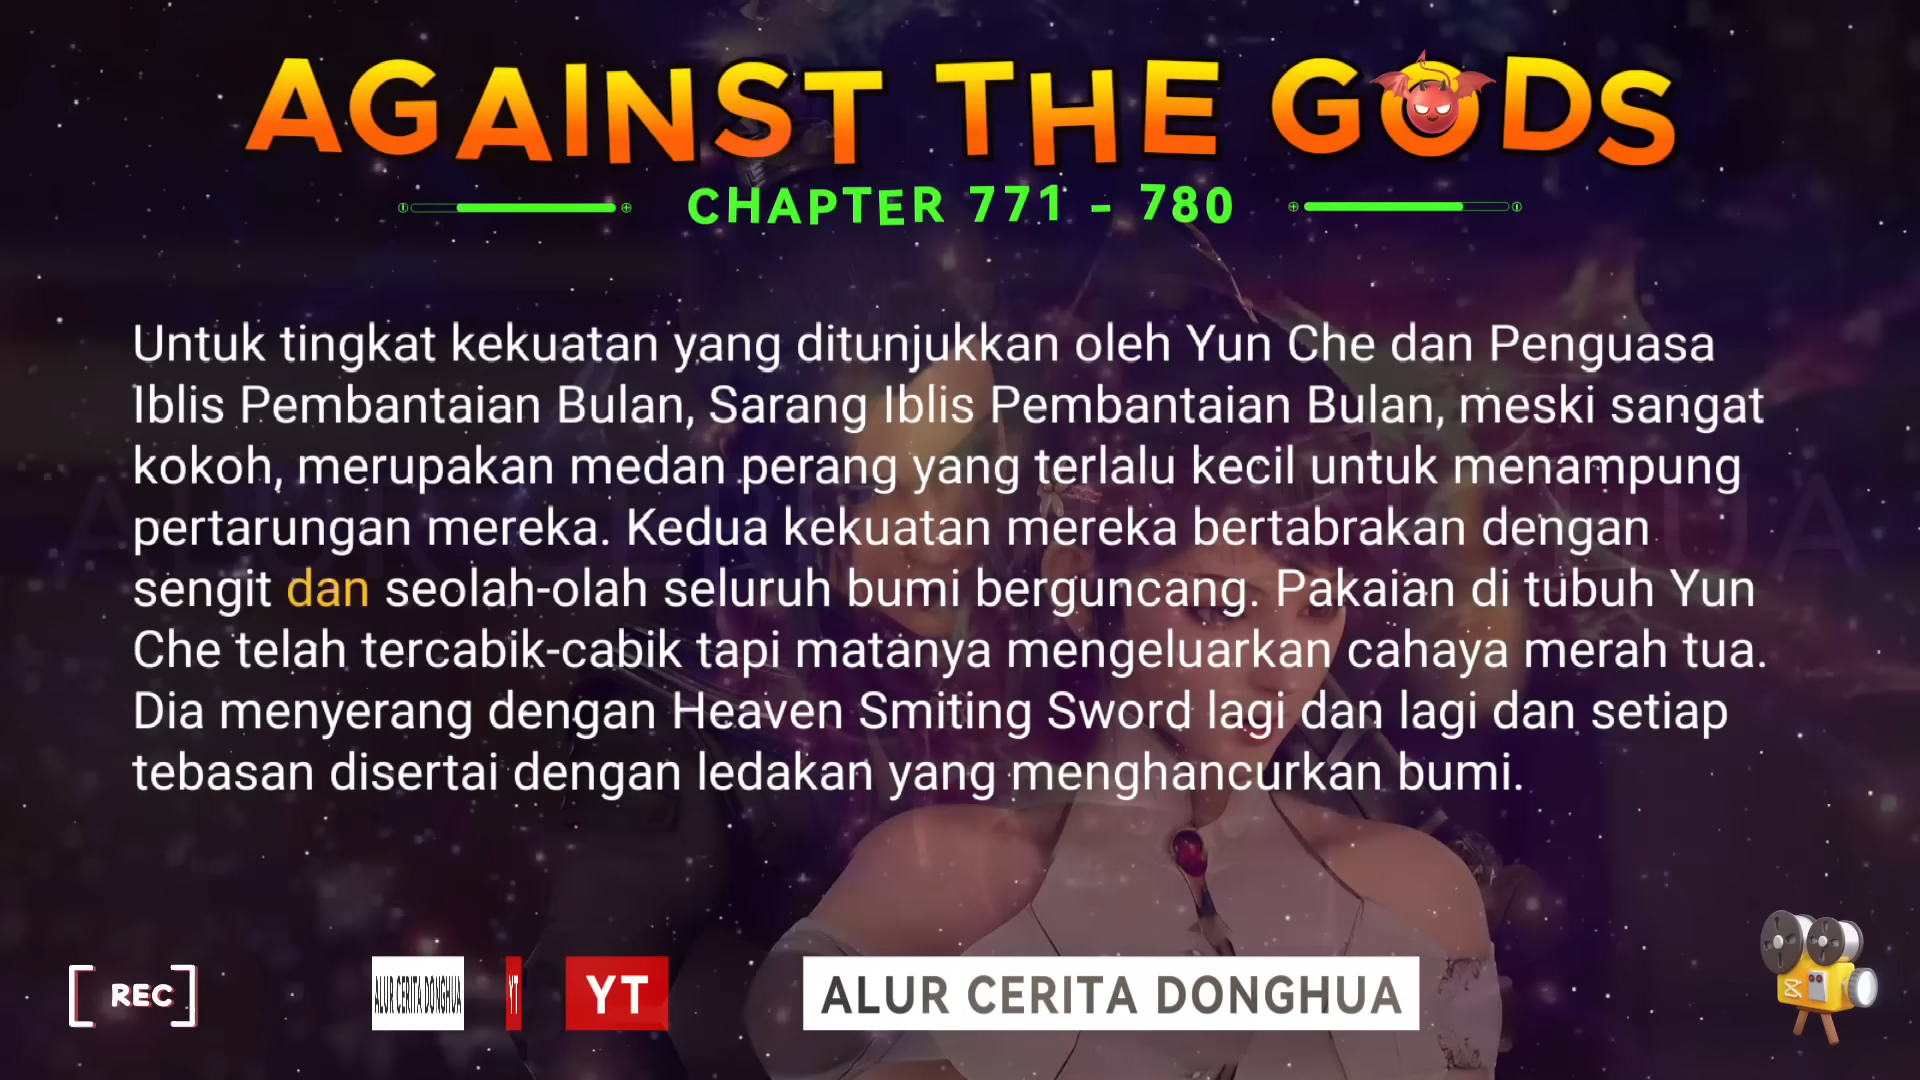 AGAINST THE GODS
CHAPTER 771 - 780
Untuk tingkat kekuatan yang ditunjukkan oleh Yun Che dan Penguasa
Iblis Pembantaian Bulan, Sarang Iblis Pembantaian Bulan, meski sangat
kokoh, merupakan medan perang yang terlalu kecil untuk menampung
pertarungan mereka. Kedua kekuatan mereka bertabrakan dengan
sengit dan seolah-olah seluruh bumi berguncang. Pakaian di tubuh Yun
Che telah tercabik-cabik tapi matanya mengeluarkan cahaya merah tua.
Dia menyerang dengan Heaven Smiting Sword lagi dan lagi dan setiap
tebasan disertai dengan ledakan yang menghancurkan bumi.
REC
ALUR CERITA DONGHUA
YT
YT
ALUR CERITA DONGHUA